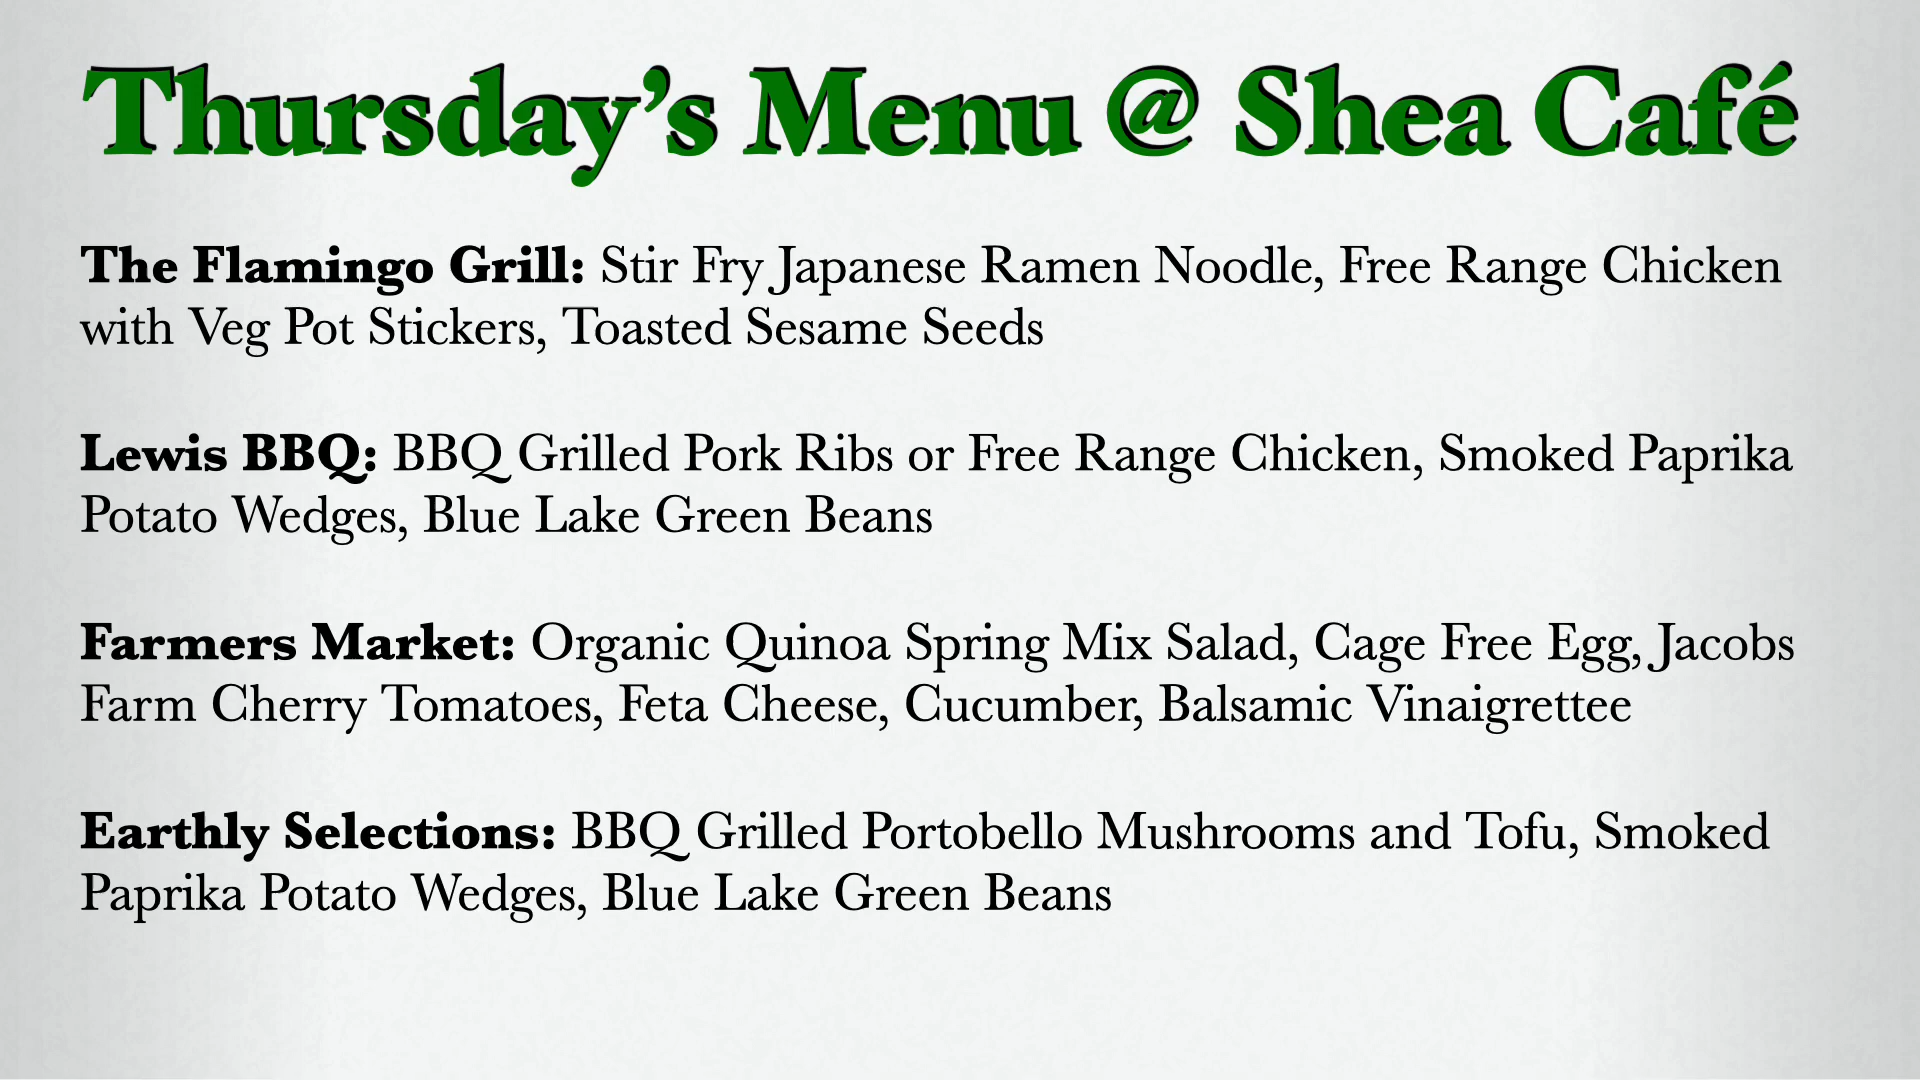 Thursday’s Menu @ Shea Café
The Flamingo Grill: Stir Fry Japanese Ramen Noodle, Free Range Chicken
with Veg Pot Stickers, Toasted Sesame Seeds
Lewis BBQ: BBQ Grilled Pork Ribs or Free Range Chicken, Smoked Paprika
Potato Wedges, Blue Lake Green Beans
Farmers Market: Organic Quinoa Spring Mix Salad, Cage Free Egg, Jacobs
Farm Cherry Tomatoes, Feta Cheese, Cucumber, Balsamic Vinaigrettee
Earthly Selections: BBQ Grilled Portobello Mushrooms and Tofu, Smoked
Paprika Potato Wedges, Blue Lake Green Beans